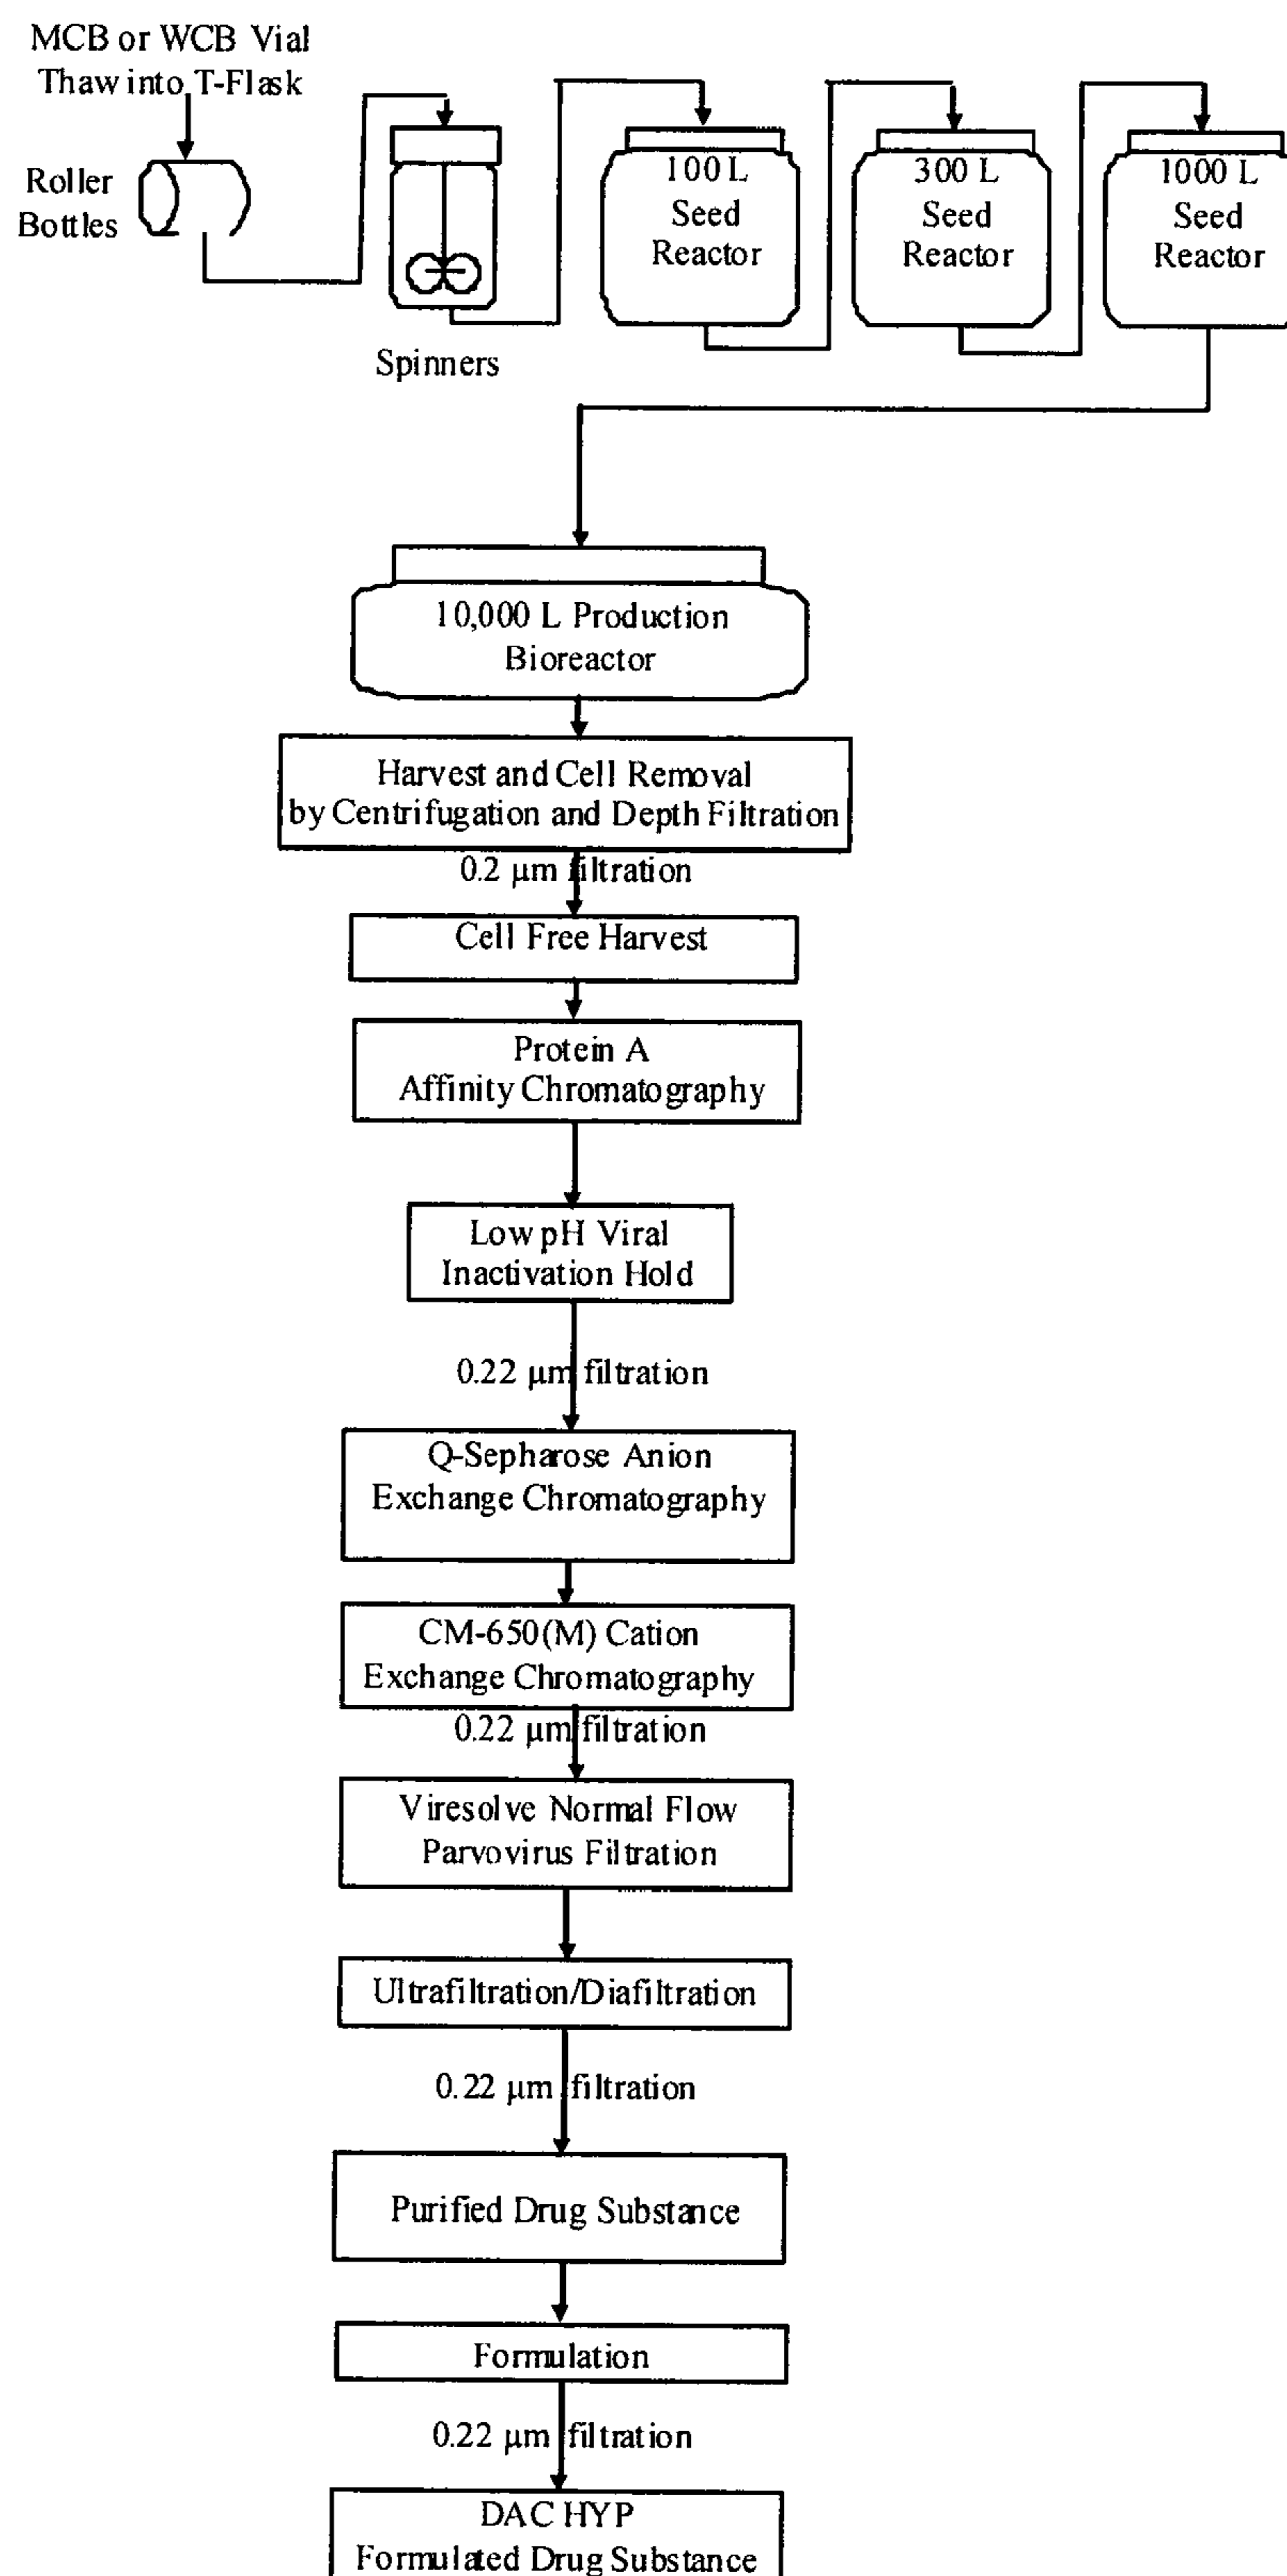 MCB or WCB Vial
Thaw into T-Flask
Roller
Bottles
Spinners
100 L
Seed
Reactor
300 L
Seed
Reactor
1000 L
Seed
Reactor
10,000 L Production
Bioreactor
Harvest and Cell Removal
by Centrifugation and Depth Filtration
0.2 μm filtration
Cell Free Harvest
Protein A
Affinity Chromatography
Low pH Viral
Inactivation Hold
0.22 μm filtration
Q-Sepharose Anion
Exchange Chromatography
CM-650(M) Cation
Exchange Chromatography
0.22 μm filtration
Viresolve Normal Flow
Parvovirus Filtration
Ultrafiltration/Diafiltration
0.22 μm filtration
Purified Drug Substance
Formulation
0.22 μm filtration
DAC HYP
Formulated Drug Substance